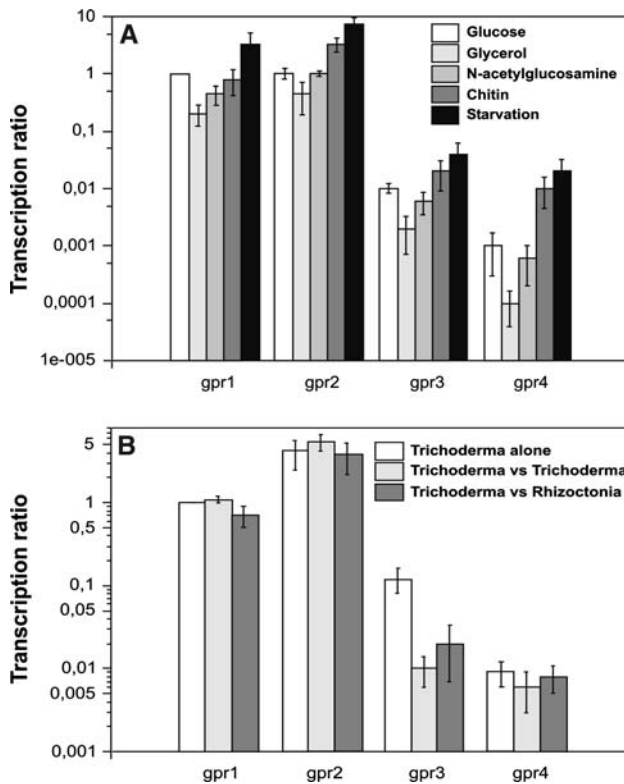 A
Transcription ratio
10
1
0,1
0,01
0,001
0,0001
1e-005
Glucose
Glycerol
N-acetylglucosamine
Chitin
Starvation
gpr1 gpr2 gpr3 gpr4
B
Transcription ratio
5
1
0,5
0,1
0,05
0,01
0,005
0,001
Trichoderma alone
Trichoderma vs Trichoderma
Trichoderma vs Rhizoctonia
gpr1 gpr2 gpr3 gpr4